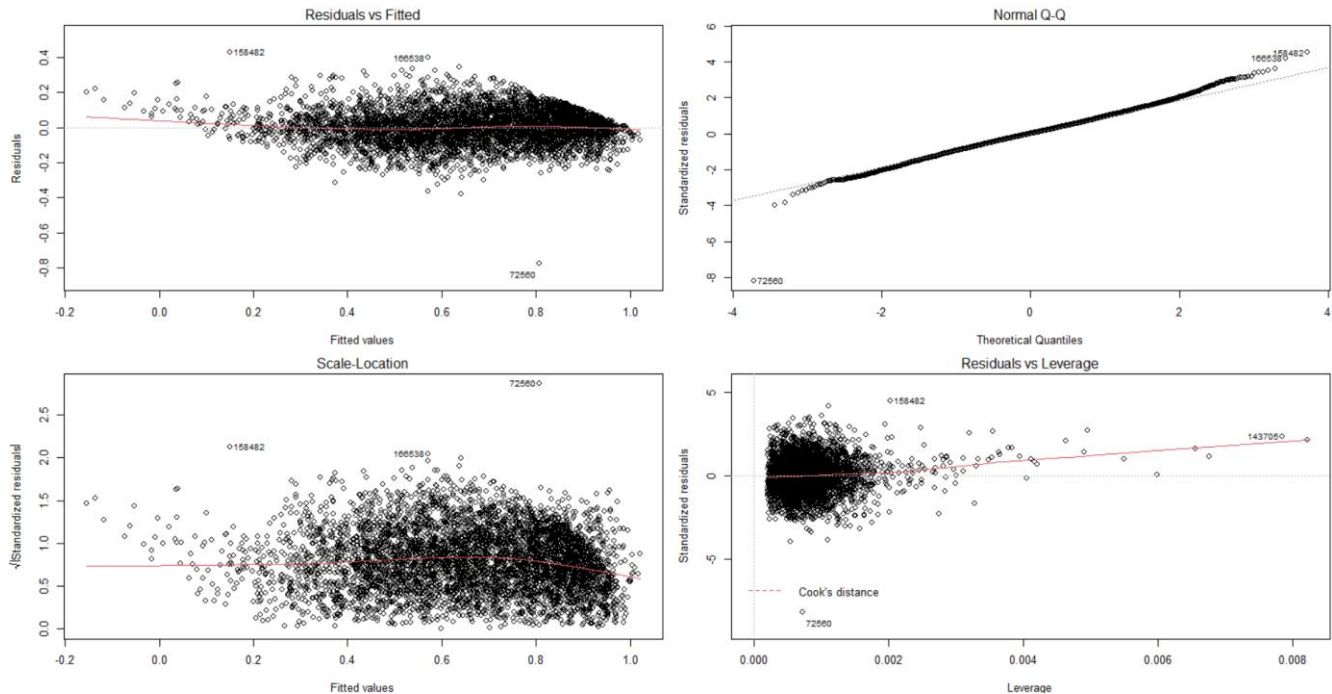 Residuals vs Fitted
Residuals
0.4
0.2
0.0
-0.2
-0.4
-0.6
-0.8
158482
166538
72560
-0.2 0.0 0.2 0.4 0.6 0.8 1.0
Fitted values
Normal Q-Q
Standardized residuals
6
4
2
0
-2
-4
-6
-8
158482
166538
72560
-4 -2 0 2 4
Theoretical Quantiles
Scale-Location
√|Standardized residuals|
2.5
2.0
1.5
1.0
0.5
0.0
72560
158482
166538
-0.2 0.0 0.2 0.4 0.6 0.8 1.0
Fitted values
Residuals vs Leverage
Standardized residuals
5
0
-5
158482
143705
Cook's distance
72560
0.000 0.002 0.004 0.006 0.008
Leverage